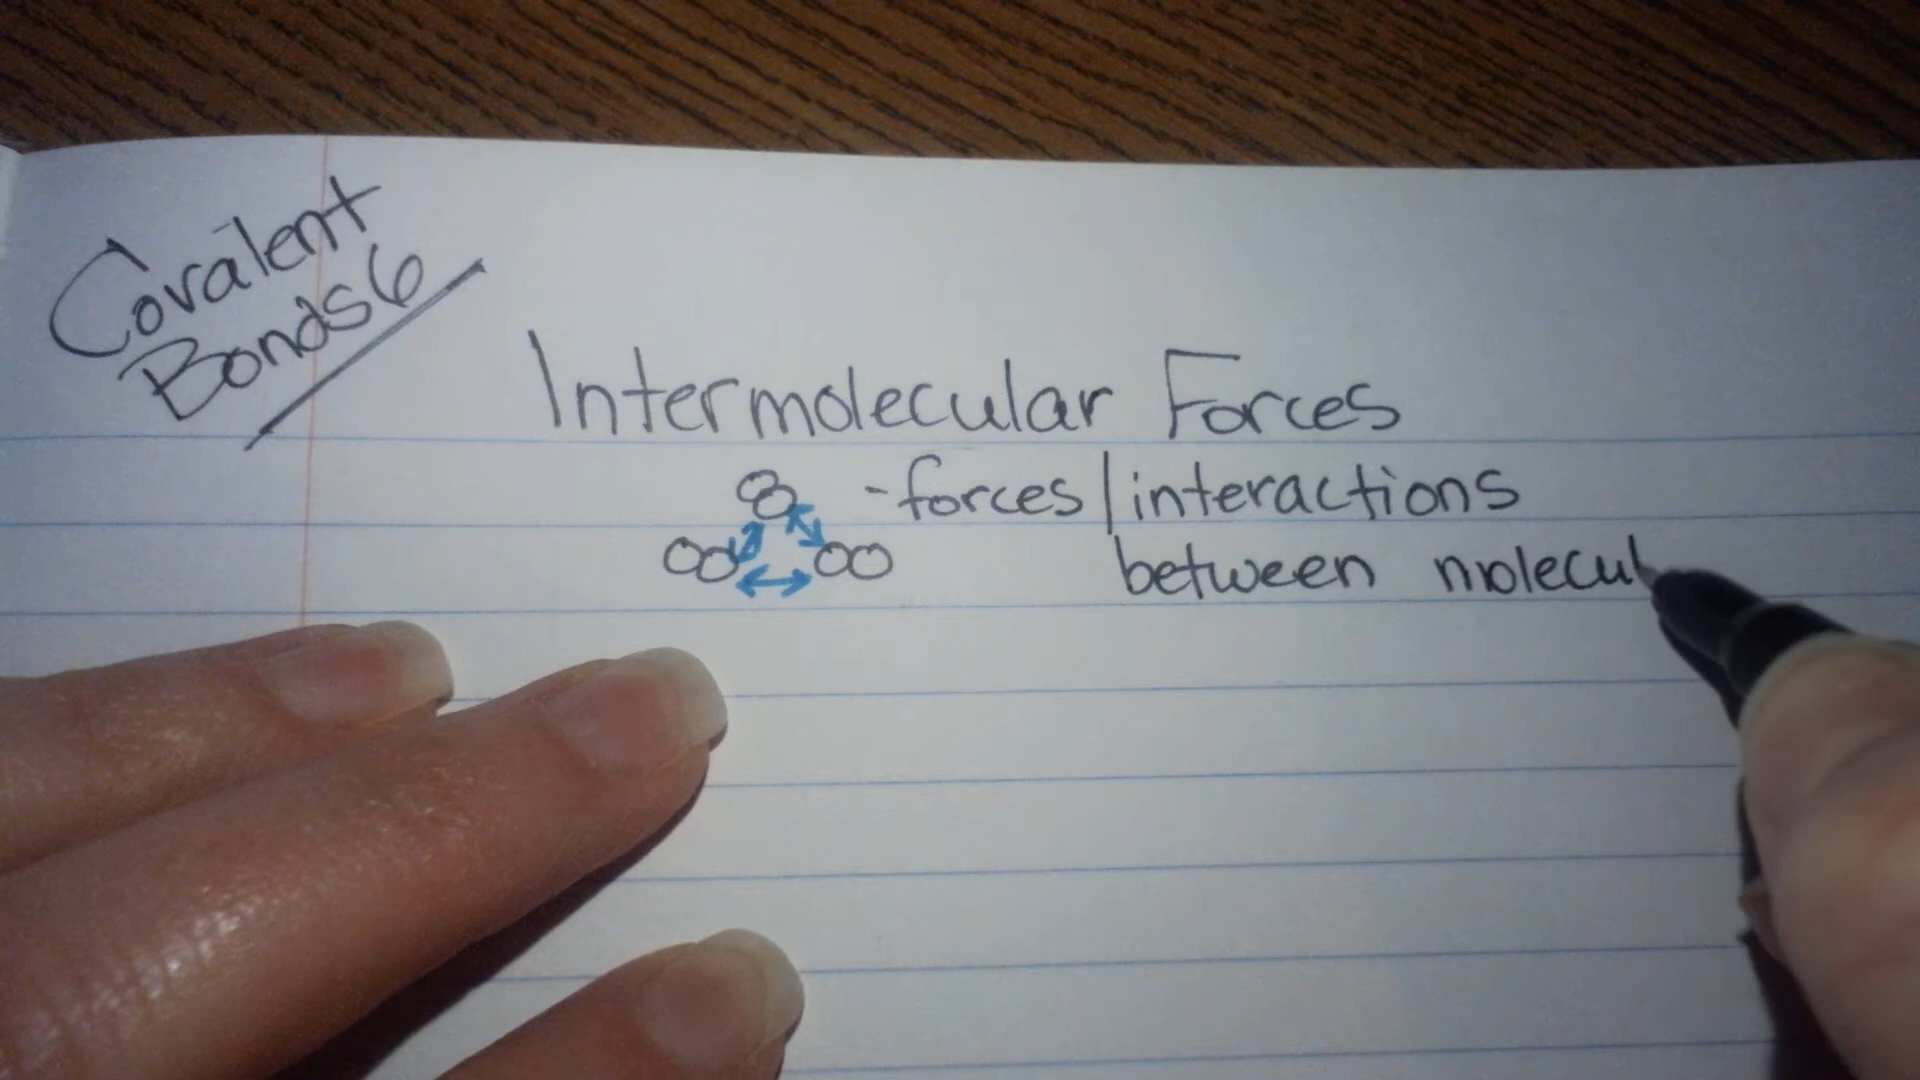 Covalent
Bonds 6
Intermolecular Forces
-forces/interactions
between molecul